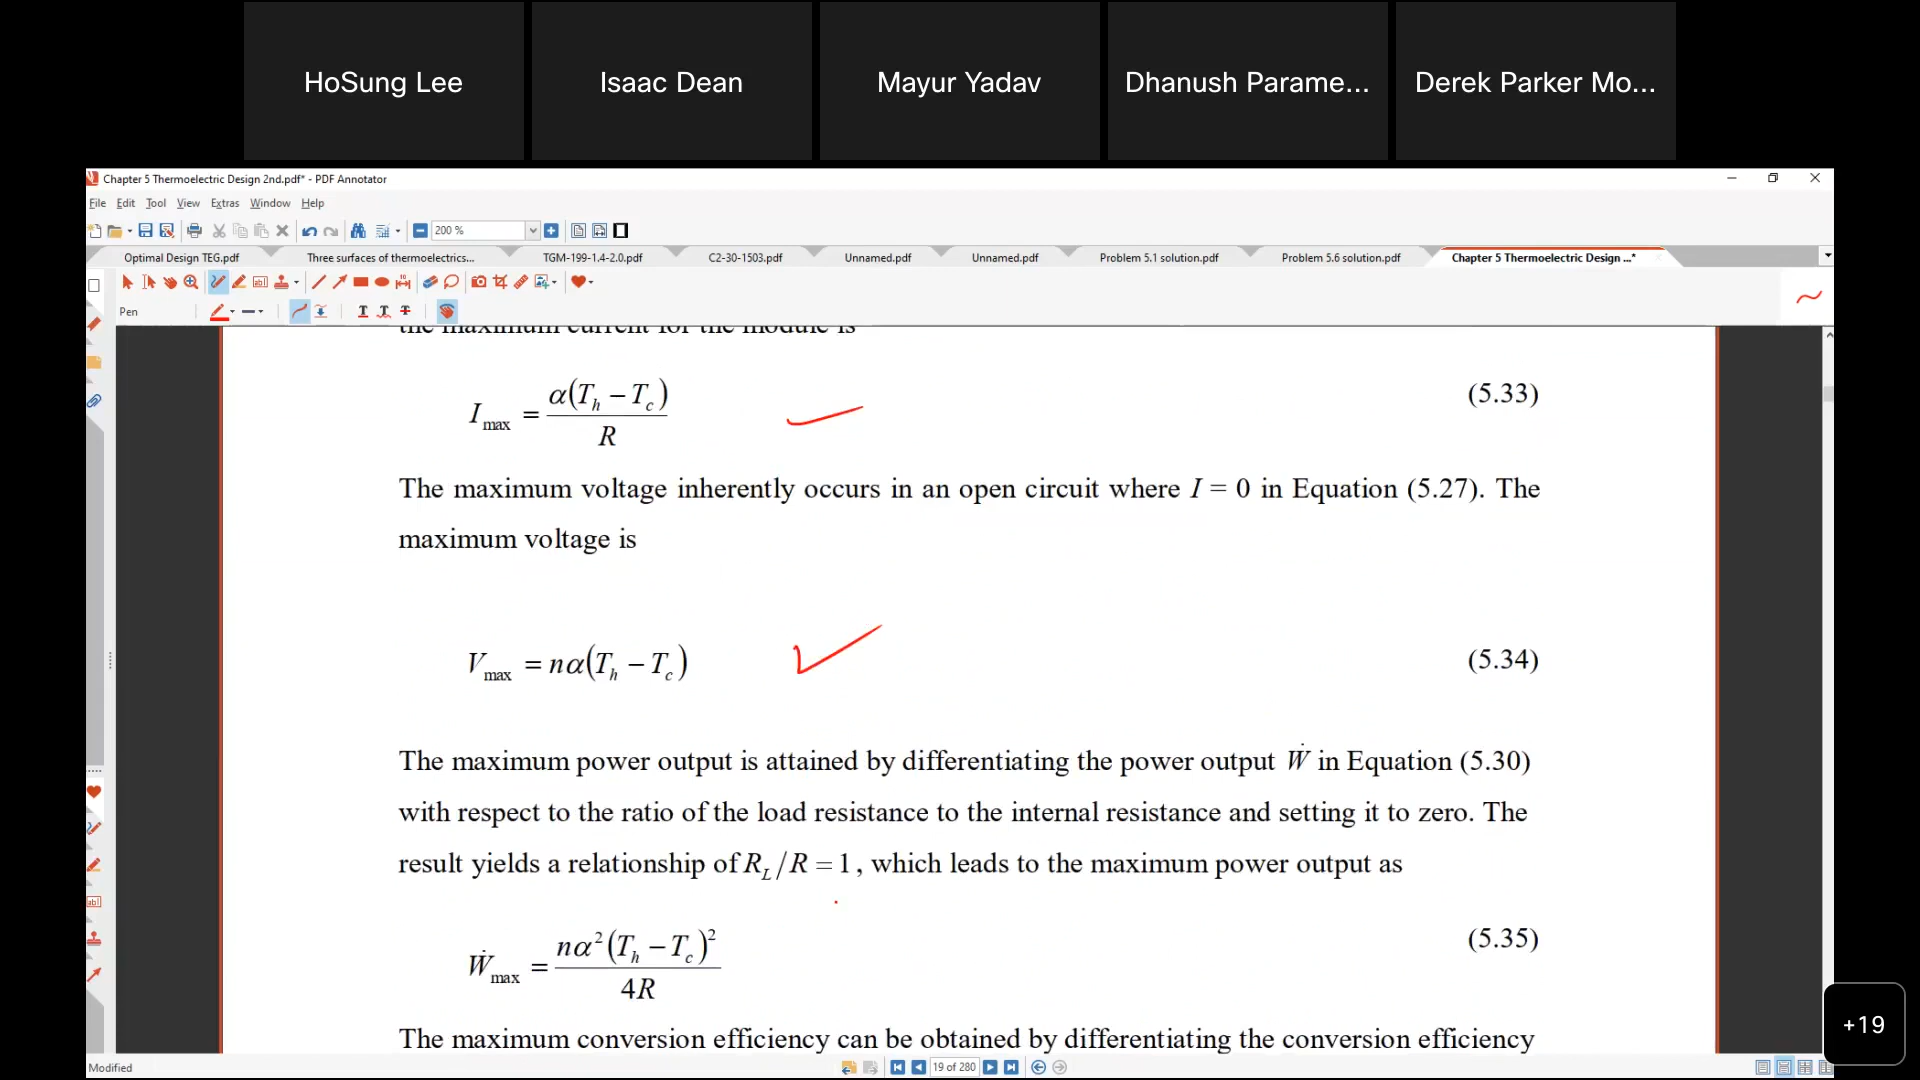 HoSung Lee
Isaac Dean
Mayur Yadav
Dhanush Parame...
Derek Parker Mo...
Chapter 5 Thermoelectric Design 2nd.pdf* - PDF Annotator
File Edit Tool View Extras Window Help
200 %
Optimal Design TEG.pdf
Three surfaces of thermoelectrics...
TGM-199-1.4-2.0.pdf
C2-30-1503.pdf
Unnamed.pdf
Unnamed.pdf
Problem 5.1 solution.pdf
Problem 5.6 solution.pdf
Chapter 5 Thermoelectric Design ...*
Pen
the maximum current for the module is
I_max = α(T_h − T_c) / R (5.33)
The maximum voltage inherently occurs in an open circuit where I = 0 in Equation (5.27). The
maximum voltage is
V_max = nα(T_h − T_c) (5.34)
The maximum power output is attained by differentiating the power output Ẇ in Equation (5.30)
with respect to the ratio of the load resistance to the internal resistance and setting it to zero. The
result yields a relationship of R_L/R = 1, which leads to the maximum power output as
Ẇ_max = nα²(T_h − T_c)² / 4R (5.35)
The maximum conversion efficiency can be obtained by differentiating the conversion efficiency
+19
Modified
19 of 280